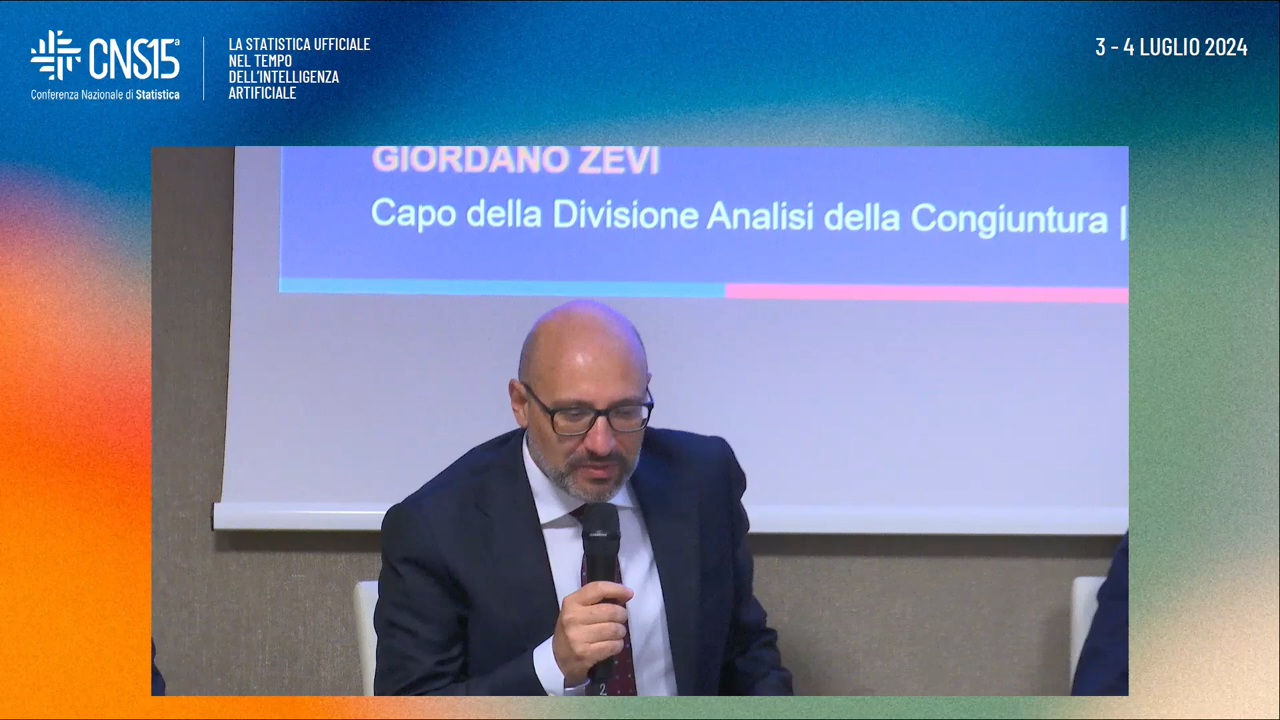 CNS15ª
Conferenza Nazionale di Statistica
LA STATISTICA UFFICIALE
NEL TEMPO
DELL'INTELLIGENZA
ARTIFICIALE
3 - 4 LUGLIO 2024
GIORDANO ZEVI
Capo della Divisione Analisi della Congiuntura |